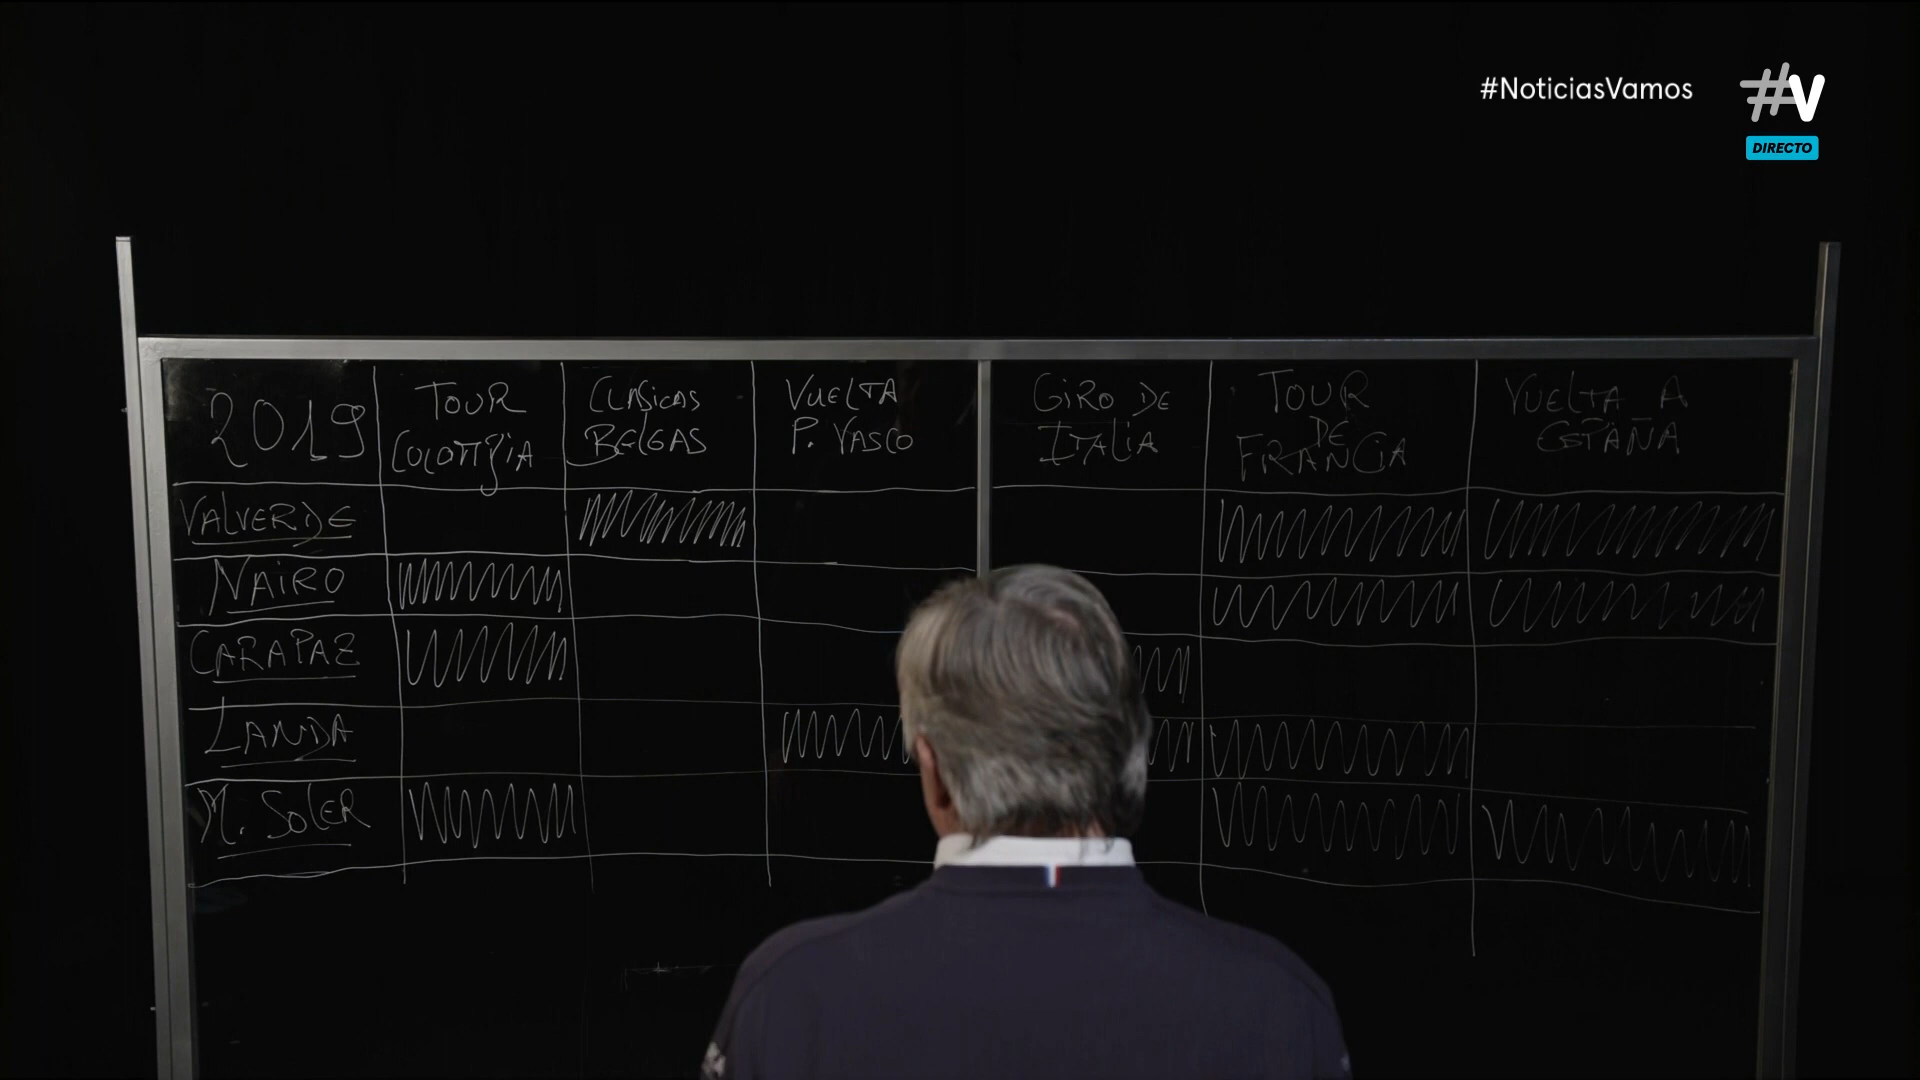 #NoticiasVamos
#V
DIRECTO
2019
TOUR
COLOMBIA
CLASICAS
BELGAS
VUELTA
P. VASCO
GIRO DE
ITALIA
TOUR
DE
FRANCIA
VUELTA A
ESPAÑA
VALVERDE
NAIRO
CARAPAZ
LANDA
M. SOLER